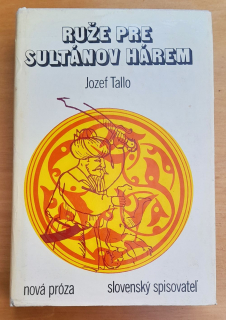 RUŽE PRE
SULTÁNOV HÁREM
Jozef Tallo
nová próza slovenský spisovateľ